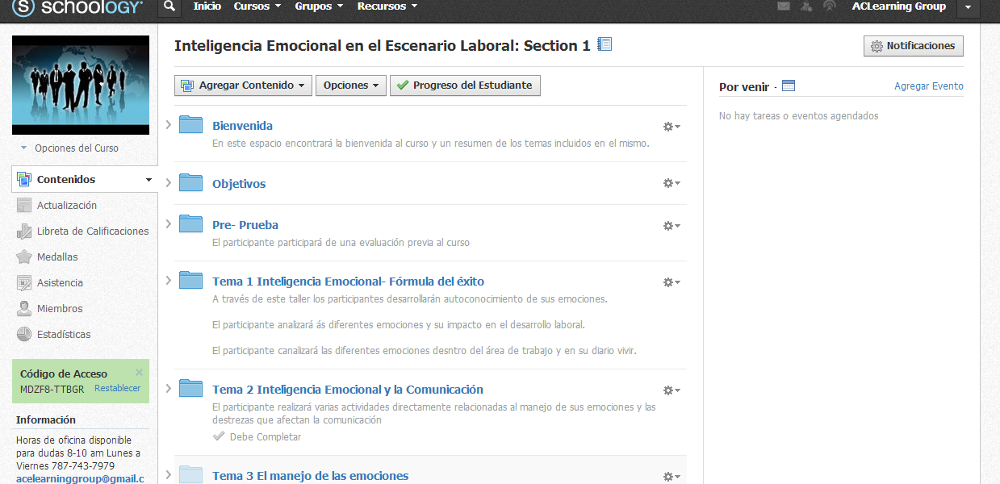 schoology
Inicio Cursos Grupos Recursos ACLearning Group
Inteligencia Emocional en el Escenario Laboral: Section 1
Notificaciones
Agregar Contenido Opciones Progreso del Estudiante
Opciones del Curso
Contenidos
Actualización
Libreta de Calificaciones
Medallas
Asistencia
Miembros
Estadísticas
Código de Acceso
MDZF8-TTBGR Restablecer
Información
Horas de oficina disponible
para dudas 8-10 am Lunes a
Viernes 787-743-7979
acelearninggroup@gmail.c
Bienvenida
En este espacio encontrará la bienvenida al curso y un resumen de los temas incluidos en el mismo.
Objetivos
Pre- Prueba
El participante participará de una evaluación previa al curso
Tema 1 Inteligencia Emocional- Fórmula del éxito
A través de este taller los participantes desarrollarán autoconocimiento de sus emociones.
El participante analizará ás diferentes emociones y su impacto en el desarrollo laboral.
El participante canalizará las diferentes emociones desntro del área de trabajo y en su diario vivir.
Tema 2 Inteligencia Emocional y la Comunicación
El participante realizará varias actividades directamente relacionadas al manejo de sus emociones y las
destrezas que afectan la comunicación
Debe Completar
Tema 3 El manejo de las emociones
Por venir -
Agregar Evento
No hay tareas o eventos agendados